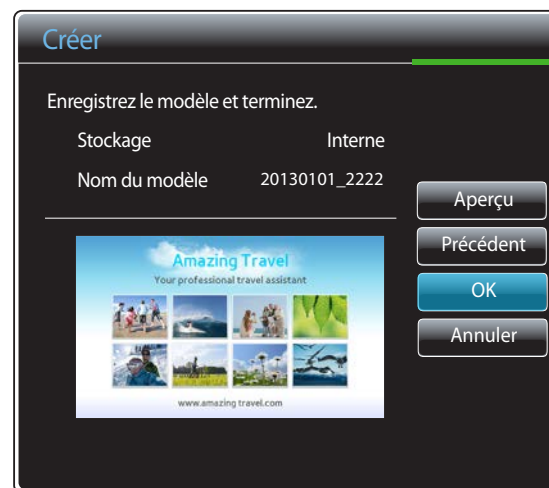 Créer
Enregistrez le modèle et terminez.
Stockage Interne
Nom du modèle 20130101_2222
Aperçu
Précédent
OK
Annuler
Amazing Travel
Your professional travel assistant
www.amazing travel.com